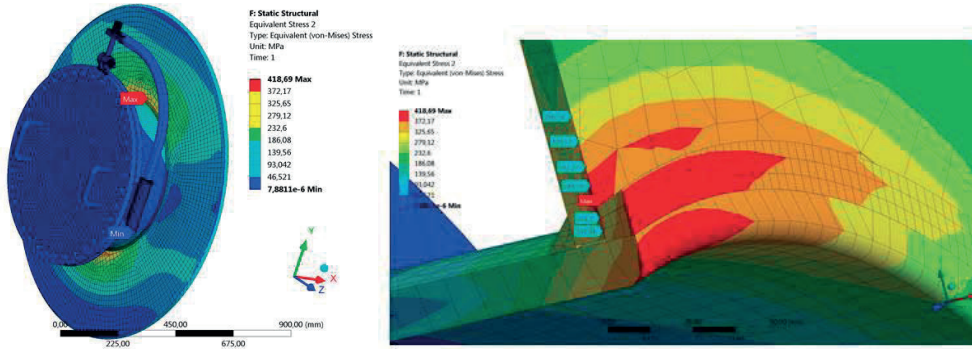 F: Static Structural
Equivalent Stress 2
Type: Equivalent (von-Mises) Stress
Unit: MPa
Time: 1
418,69 Max
372,17
325,65
279,12
232,6
186,08
139,56
93,042
46,521
7,8811e-6 Min
Max
Min
Y
X
Z
0,00
450,00
900,00 (mm)
225,00
675,00
F: Static Structural
Equivalent Stress 2
Type: Equivalent (von-Mises) Stress
Unit: MPa
Time: 1
418,69 Max
372,17
325,65
279,12
232,6
186,08
139,56
Max